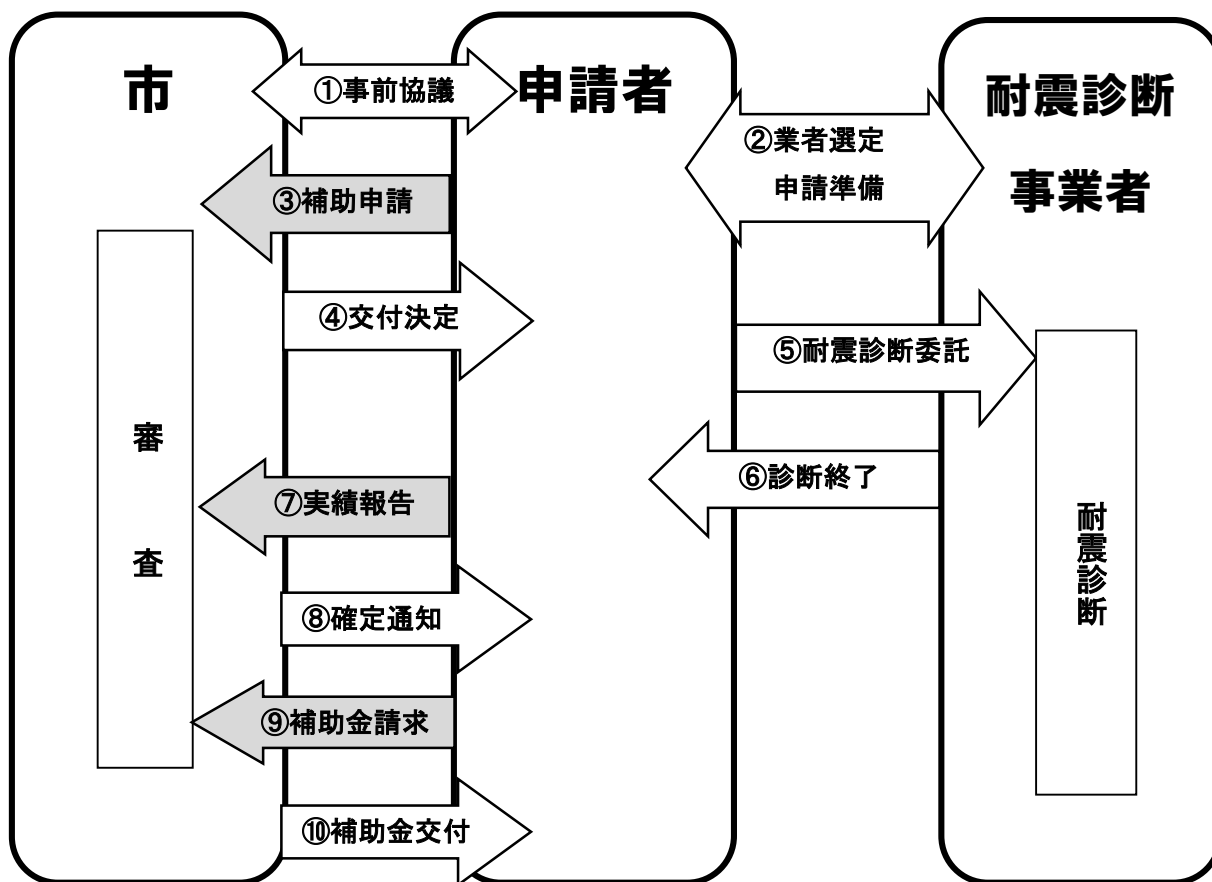 市
申請者
耐震診断
事業者
①事前協議
②業者選定
申請準備
③補助申請
④交付決定
⑤耐震診断委託
⑥診断終了
⑦実績報告
⑧確定通知
⑨補助金請求
⑩補助金交付
審査
耐震診断